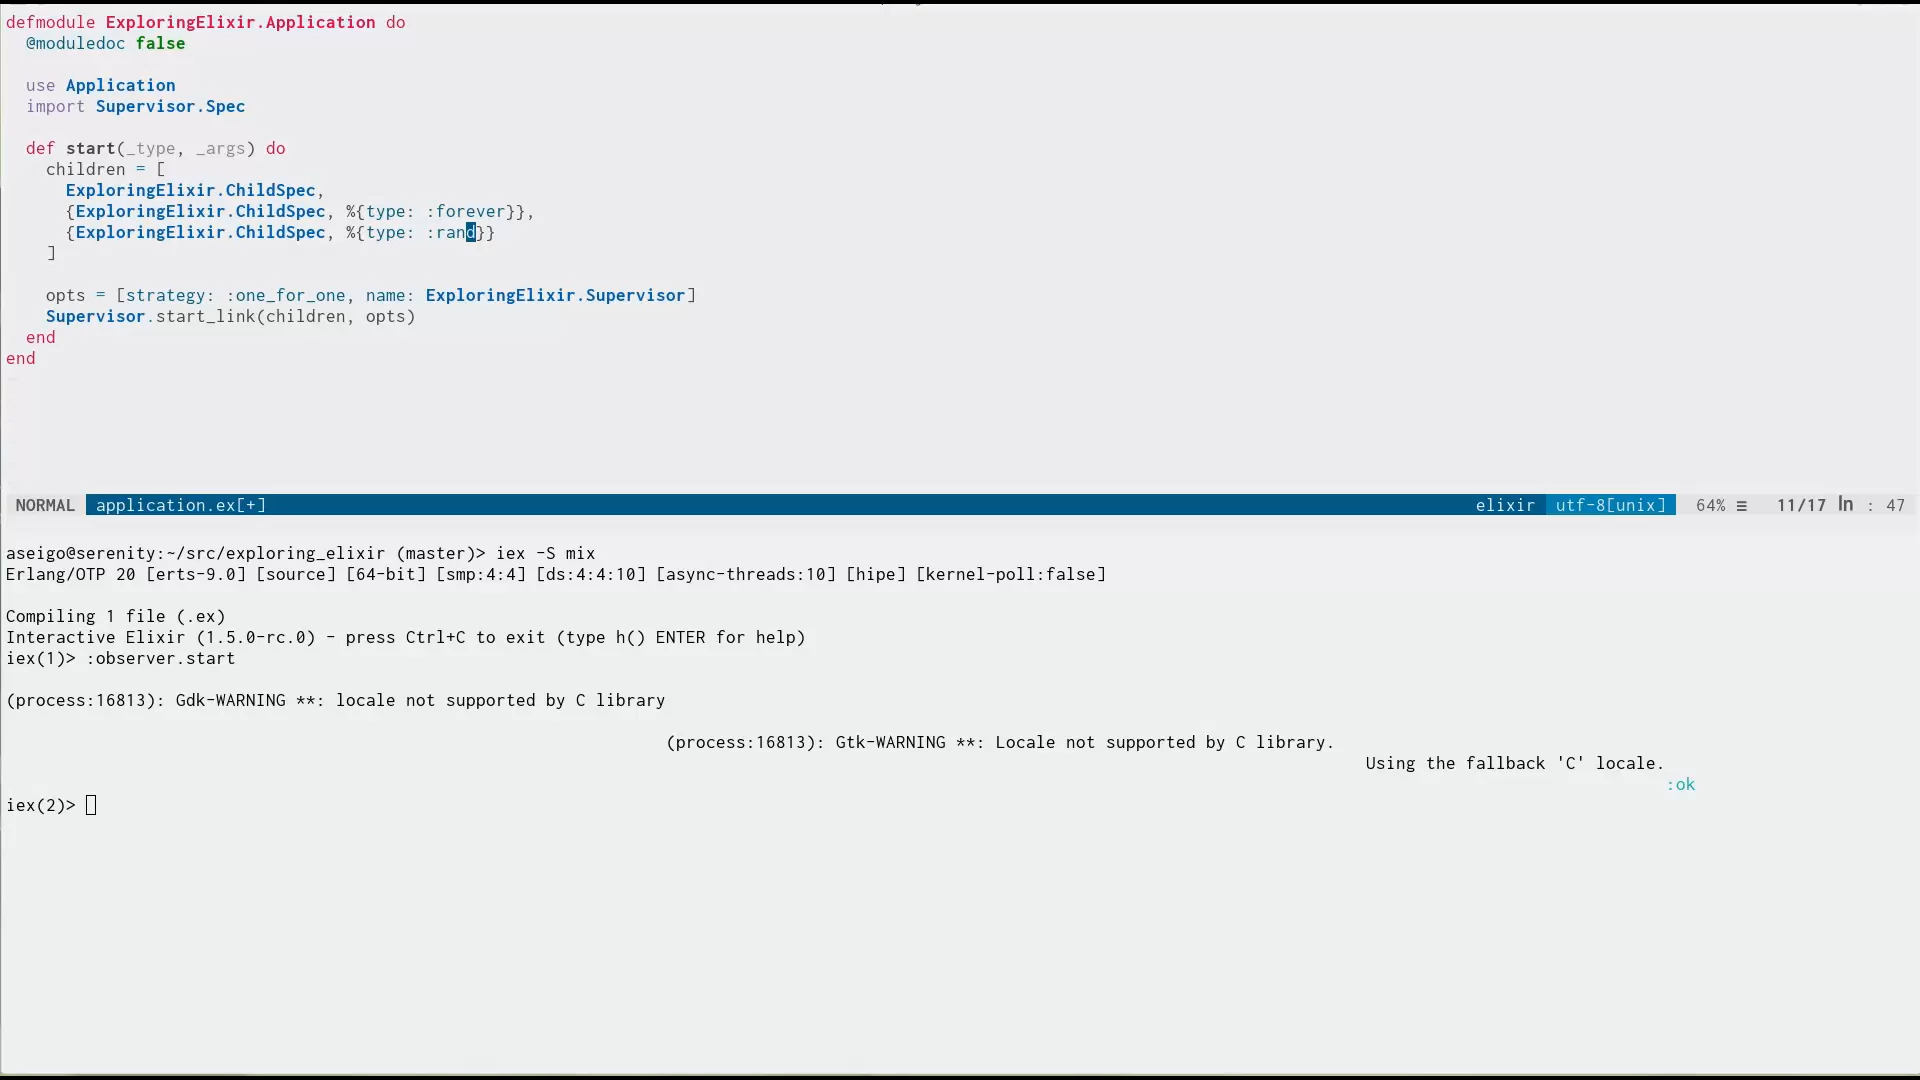 defmodule ExploringElixir.Application do
  @moduledoc false

  use Application
  import Supervisor.Spec

  def start(_type, _args) do
    children = [
      ExploringElixir.ChildSpec,
      {ExploringElixir.ChildSpec, %{type: :forever}},
      {ExploringElixir.ChildSpec, %{type: :rand}}
    ]

    opts = [strategy: :one_for_one, name: ExploringElixir.Supervisor]
    Supervisor.start_link(children, opts)
  end
end
NORMAL application.ex[+] elixir utf-8[unix] 64% ≡ 11/17 ln : 47
aseigo@serenity:~/src/exploring_elixir (master)> iex -S mix
Erlang/OTP 20 [erts-9.0] [source] [64-bit] [smp:4:4] [ds:4:4:10] [async-threads:10] [hipe] [kernel-poll:false]

Compiling 1 file (.ex)
Interactive Elixir (1.5.0-rc.0) - press Ctrl+C to exit (type h() ENTER for help)
iex(1)> :observer.start

(process:16813): Gdk-WARNING **: locale not supported by C library

(process:16813): Gtk-WARNING **: Locale not supported by C library.
Using the fallback 'C' locale.
:ok
iex(2)>